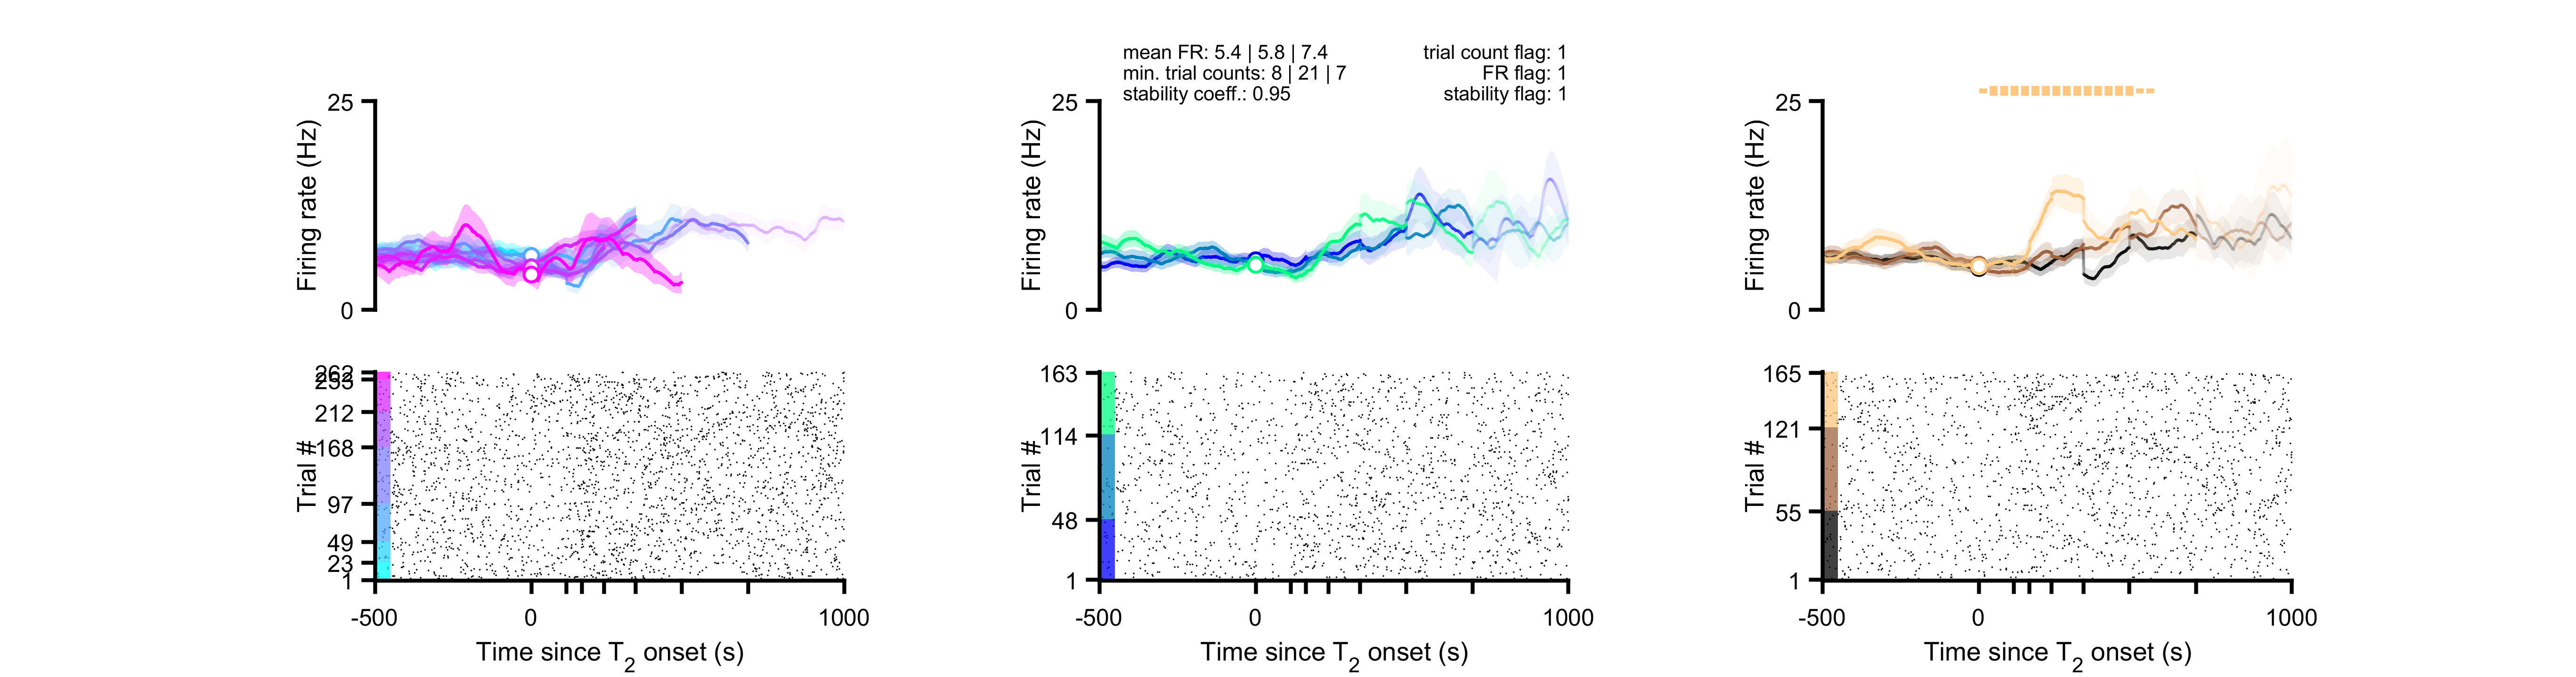 mean FR: 5.4 | 5.8 | 7.4
min. trial counts: 8 | 21 | 7
stability coeff.: 0.95
trial count flag: 1
FR flag: 1
stability flag: 1
25
Firing rate (Hz)
0
25
Firing rate (Hz)
0
25
Firing rate (Hz)
0
262
253
212
168
97
49
23
1
Trial #
-500
0
1000
Time since T2 onset (s)
163
114
48
1
Trial #
-500
0
1000
Time since T2 onset (s)
165
121
55
1
Trial #
-500
0
1000
Time since T2 onset (s)